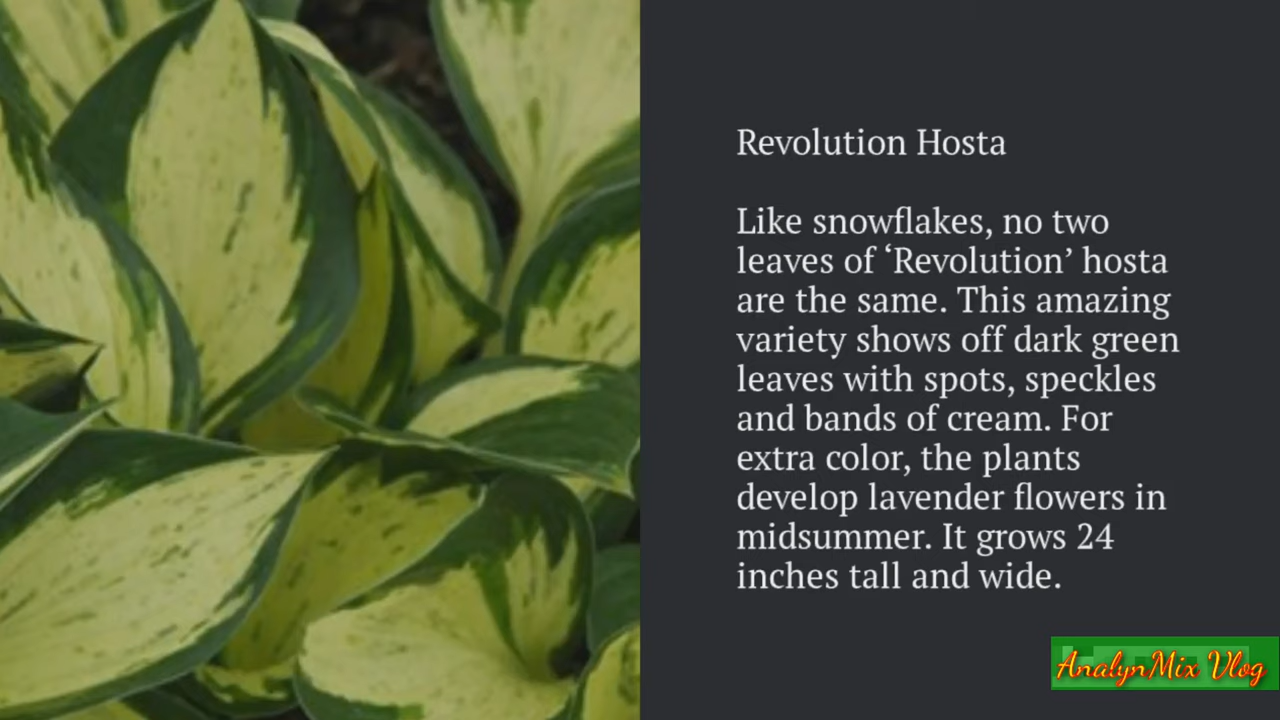 Revolution Hosta
Like snowflakes, no two
leaves of ‘Revolution’ hosta
are the same. This amazing
variety shows off dark green
leaves with spots, speckles
and bands of cream. For
extra color, the plants
develop lavender flowers in
midsummer. It grows 24
inches tall and wide.
AnalynMix Vlog